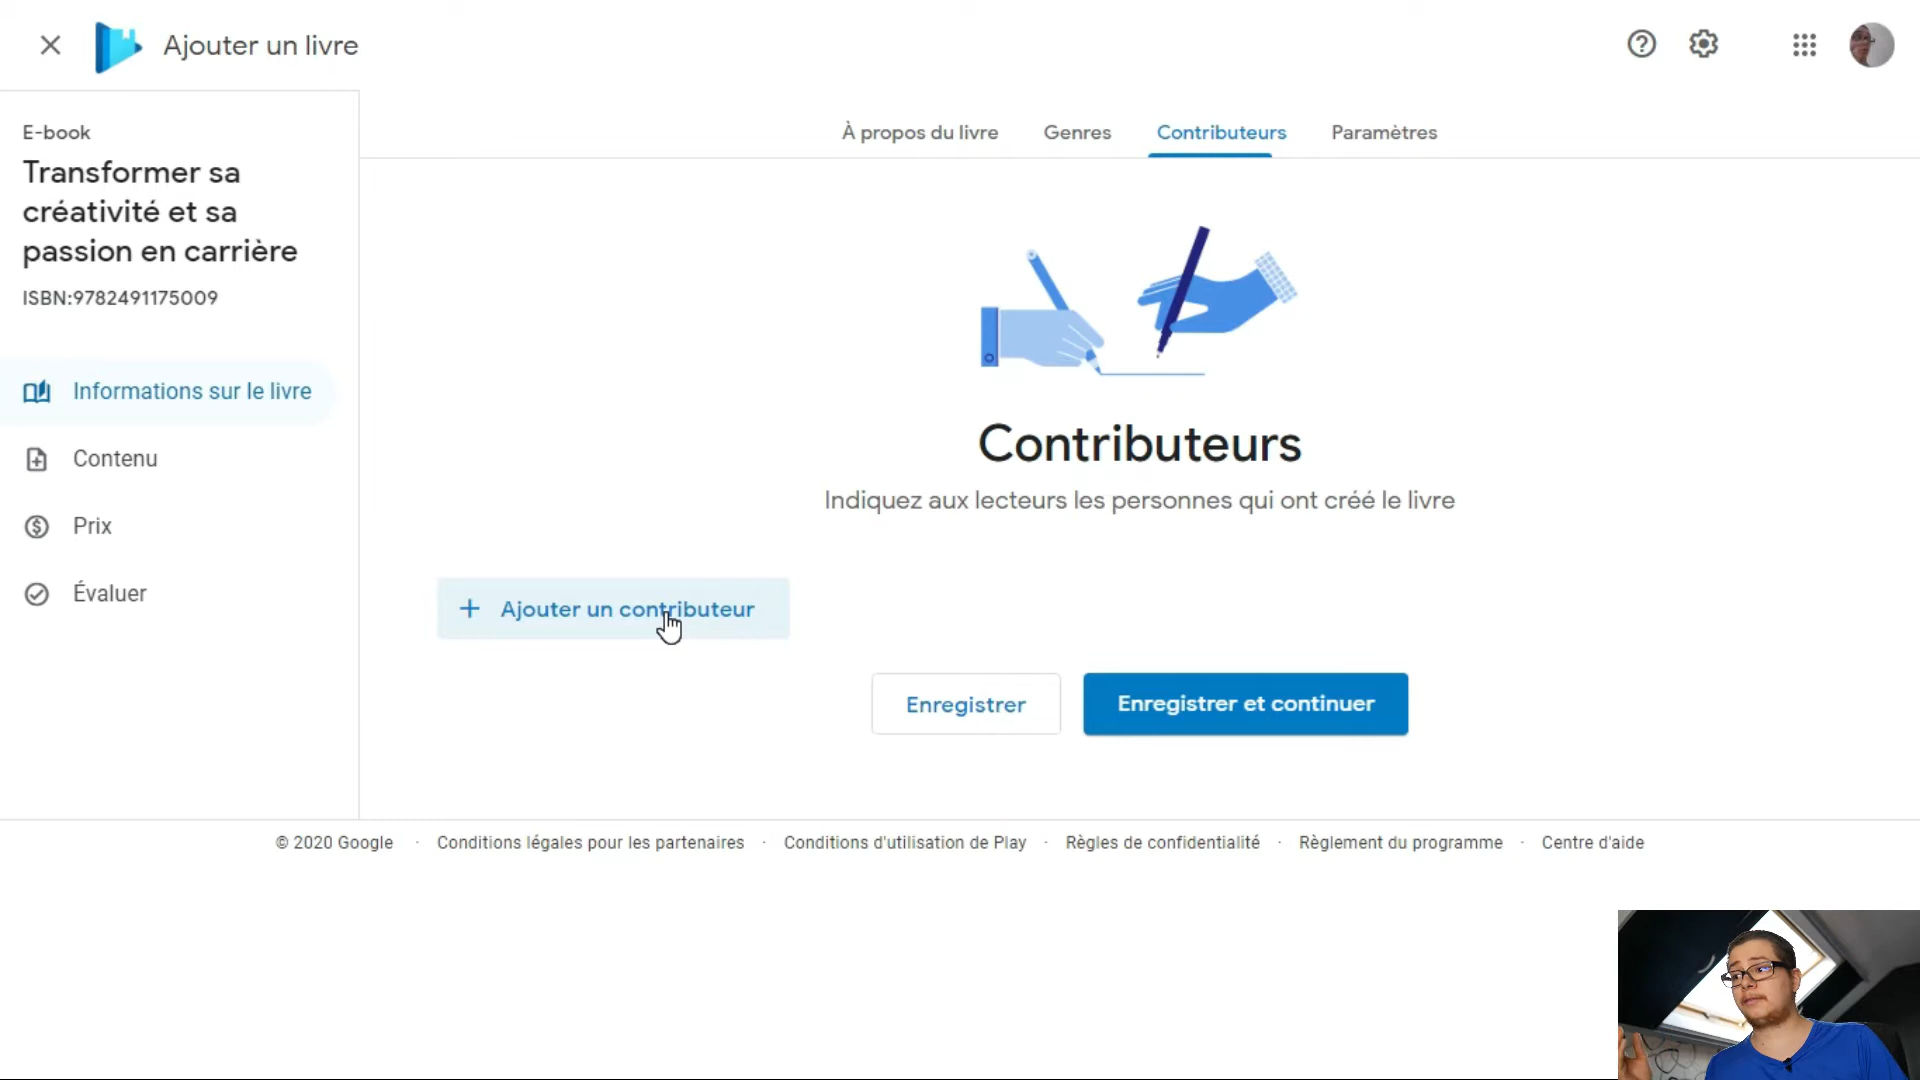 Ajouter un livre
E-book
Transformer sa
créativité et sa
passion en carrière
ISBN:9782491175009
Informations sur le livre
Contenu
Prix
Évaluer
À propos du livre
Genres
Contributeurs
Paramètres
Contributeurs
Indiquez aux lecteurs les personnes qui ont créé le livre
+ Ajouter un contributeur
Enregistrer
Enregistrer et continuer
© 2020 Google · Conditions légales pour les partenaires · Conditions d'utilisation de Play · Règles de confidentialité · Règlement du programme · Centre d'aide